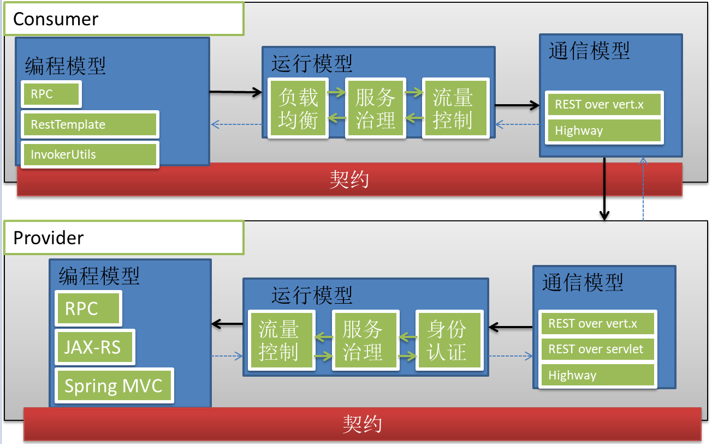 Consumer
编程模型
RPC
RestTemplate
InvokerUtils
运行模型
负载
均衡
服务
治理
流量
控制
通信模型
REST over vert.x
Highway
契约
Provider
编程模型
RPC
JAX-RS
Spring MVC
运行模型
流量
控制
服务
治理
身份
认证
通信模型
REST over vert.x
REST over servlet
Highway
契约